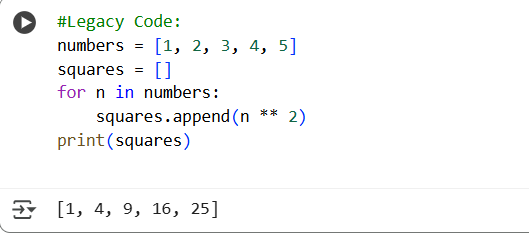 #Legacy Code:
numbers = [1, 2, 3, 4, 5]
squares = []
for n in numbers:
    squares.append(n ** 2)
print(squares)
[1, 4, 9, 16, 25]